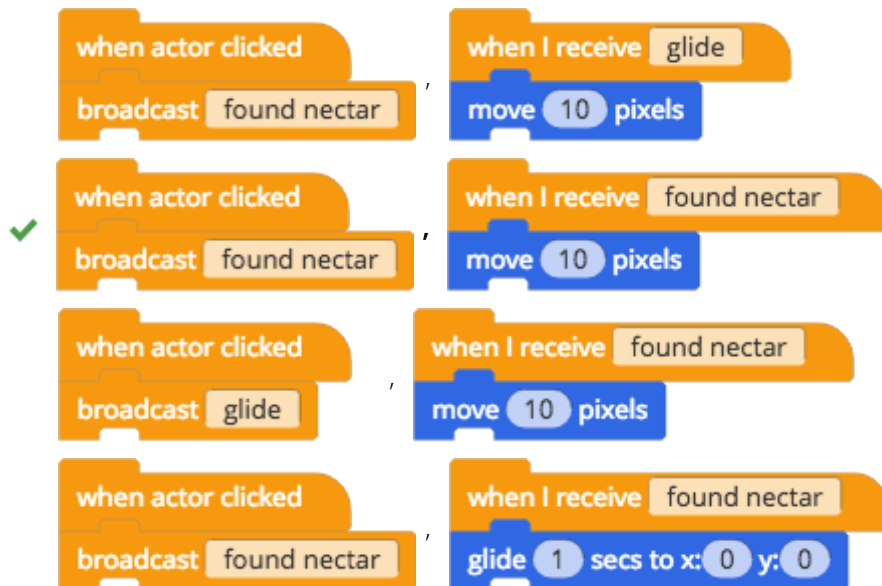 when actor clicked when I receive glide
broadcast found nectar , move 10 pixels
when actor clicked when I receive found nectar
broadcast found nectar , move 10 pixels
when actor clicked when I receive found nectar
broadcast glide , move 10 pixels
when actor clicked when I receive found nectar
broadcast found nectar , glide 1 secs to x: 0 y: 0